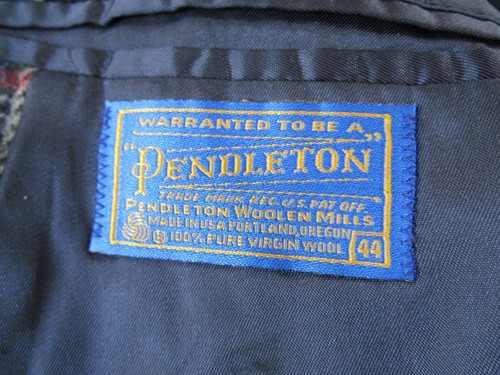 WARRANTED TO BE A
"PENDLETON"
TRADE MARK REG. U.S. PAT. OFF.
PENDLETON WOOLEN MILLS
MADE IN U S A PORTLAND, OREGON
100% PURE VIRGIN WOOL 44